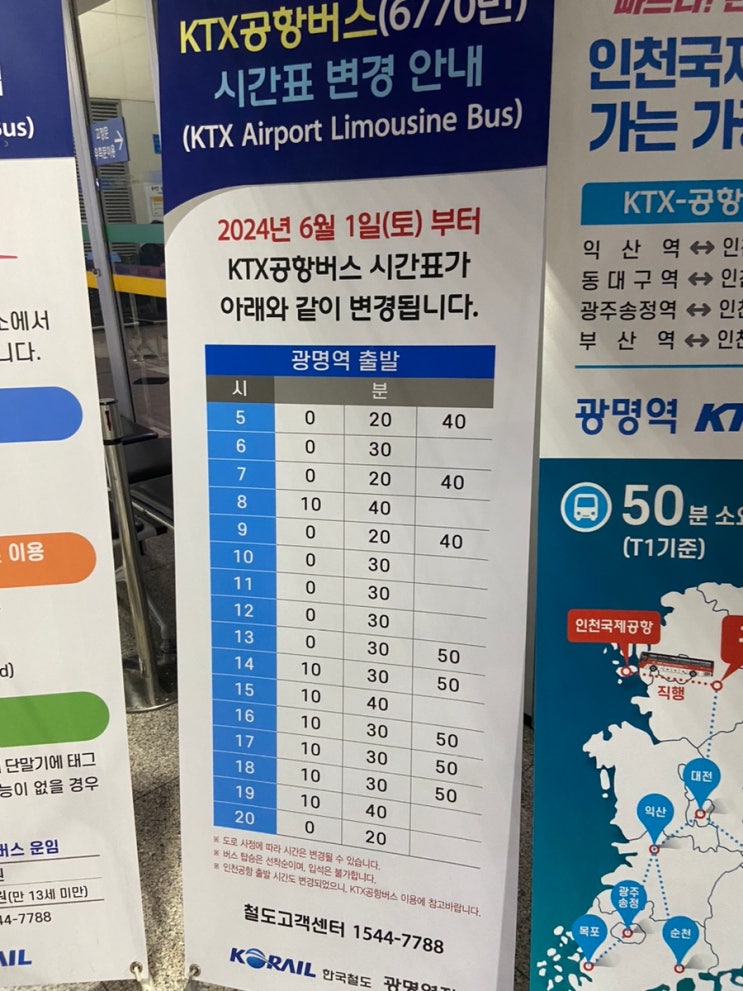 KTX공항버스(6770번)
시간표 변경 안내
(KTX Airport Limousine Bus)
2024년 6월 1일(토) 부터
KTX공항버스 시간표가
아래와 같이 변경됩니다.
광명역 출발
시 분
5 0 20 40
6 0 30
7 0 20 40
8 10 40
9 0 20 40
10 0 30
11 0 30
12 0 30
13 0 30 50
14 10 30 50
15 10 40
16 10 30 50
17 10 30 50
18 10 30 50
19 10 40
20 0 20
※ 도로 사정에 따라 시간은 변경될 수 있습니다.
※ 버스 탑승은 선착순이며, 입석은 불가합니다.
※ 인천공항 출발 시간도 변경되었으니, KTX공항버스 이용에 참고바랍니다.
철도고객센터 1544-7788
KORAIL 한국철도 광명역
Bus)
소에서
니다.
이용
d)
단말기에 태그
능이 없을 경우
버스 운임
원
원(만 13세 미만)
44-7788
AIL
인천국제
가는 가
KTX-공항
익산역 ↔ 인
동대구역 ↔ 인
광주송정역 ↔ 인
부산역 ↔ 인
광명역 KT
50분 소요
(T1기준)
인천국제공항
직행
대전
익산
광주
송정
목포
순천